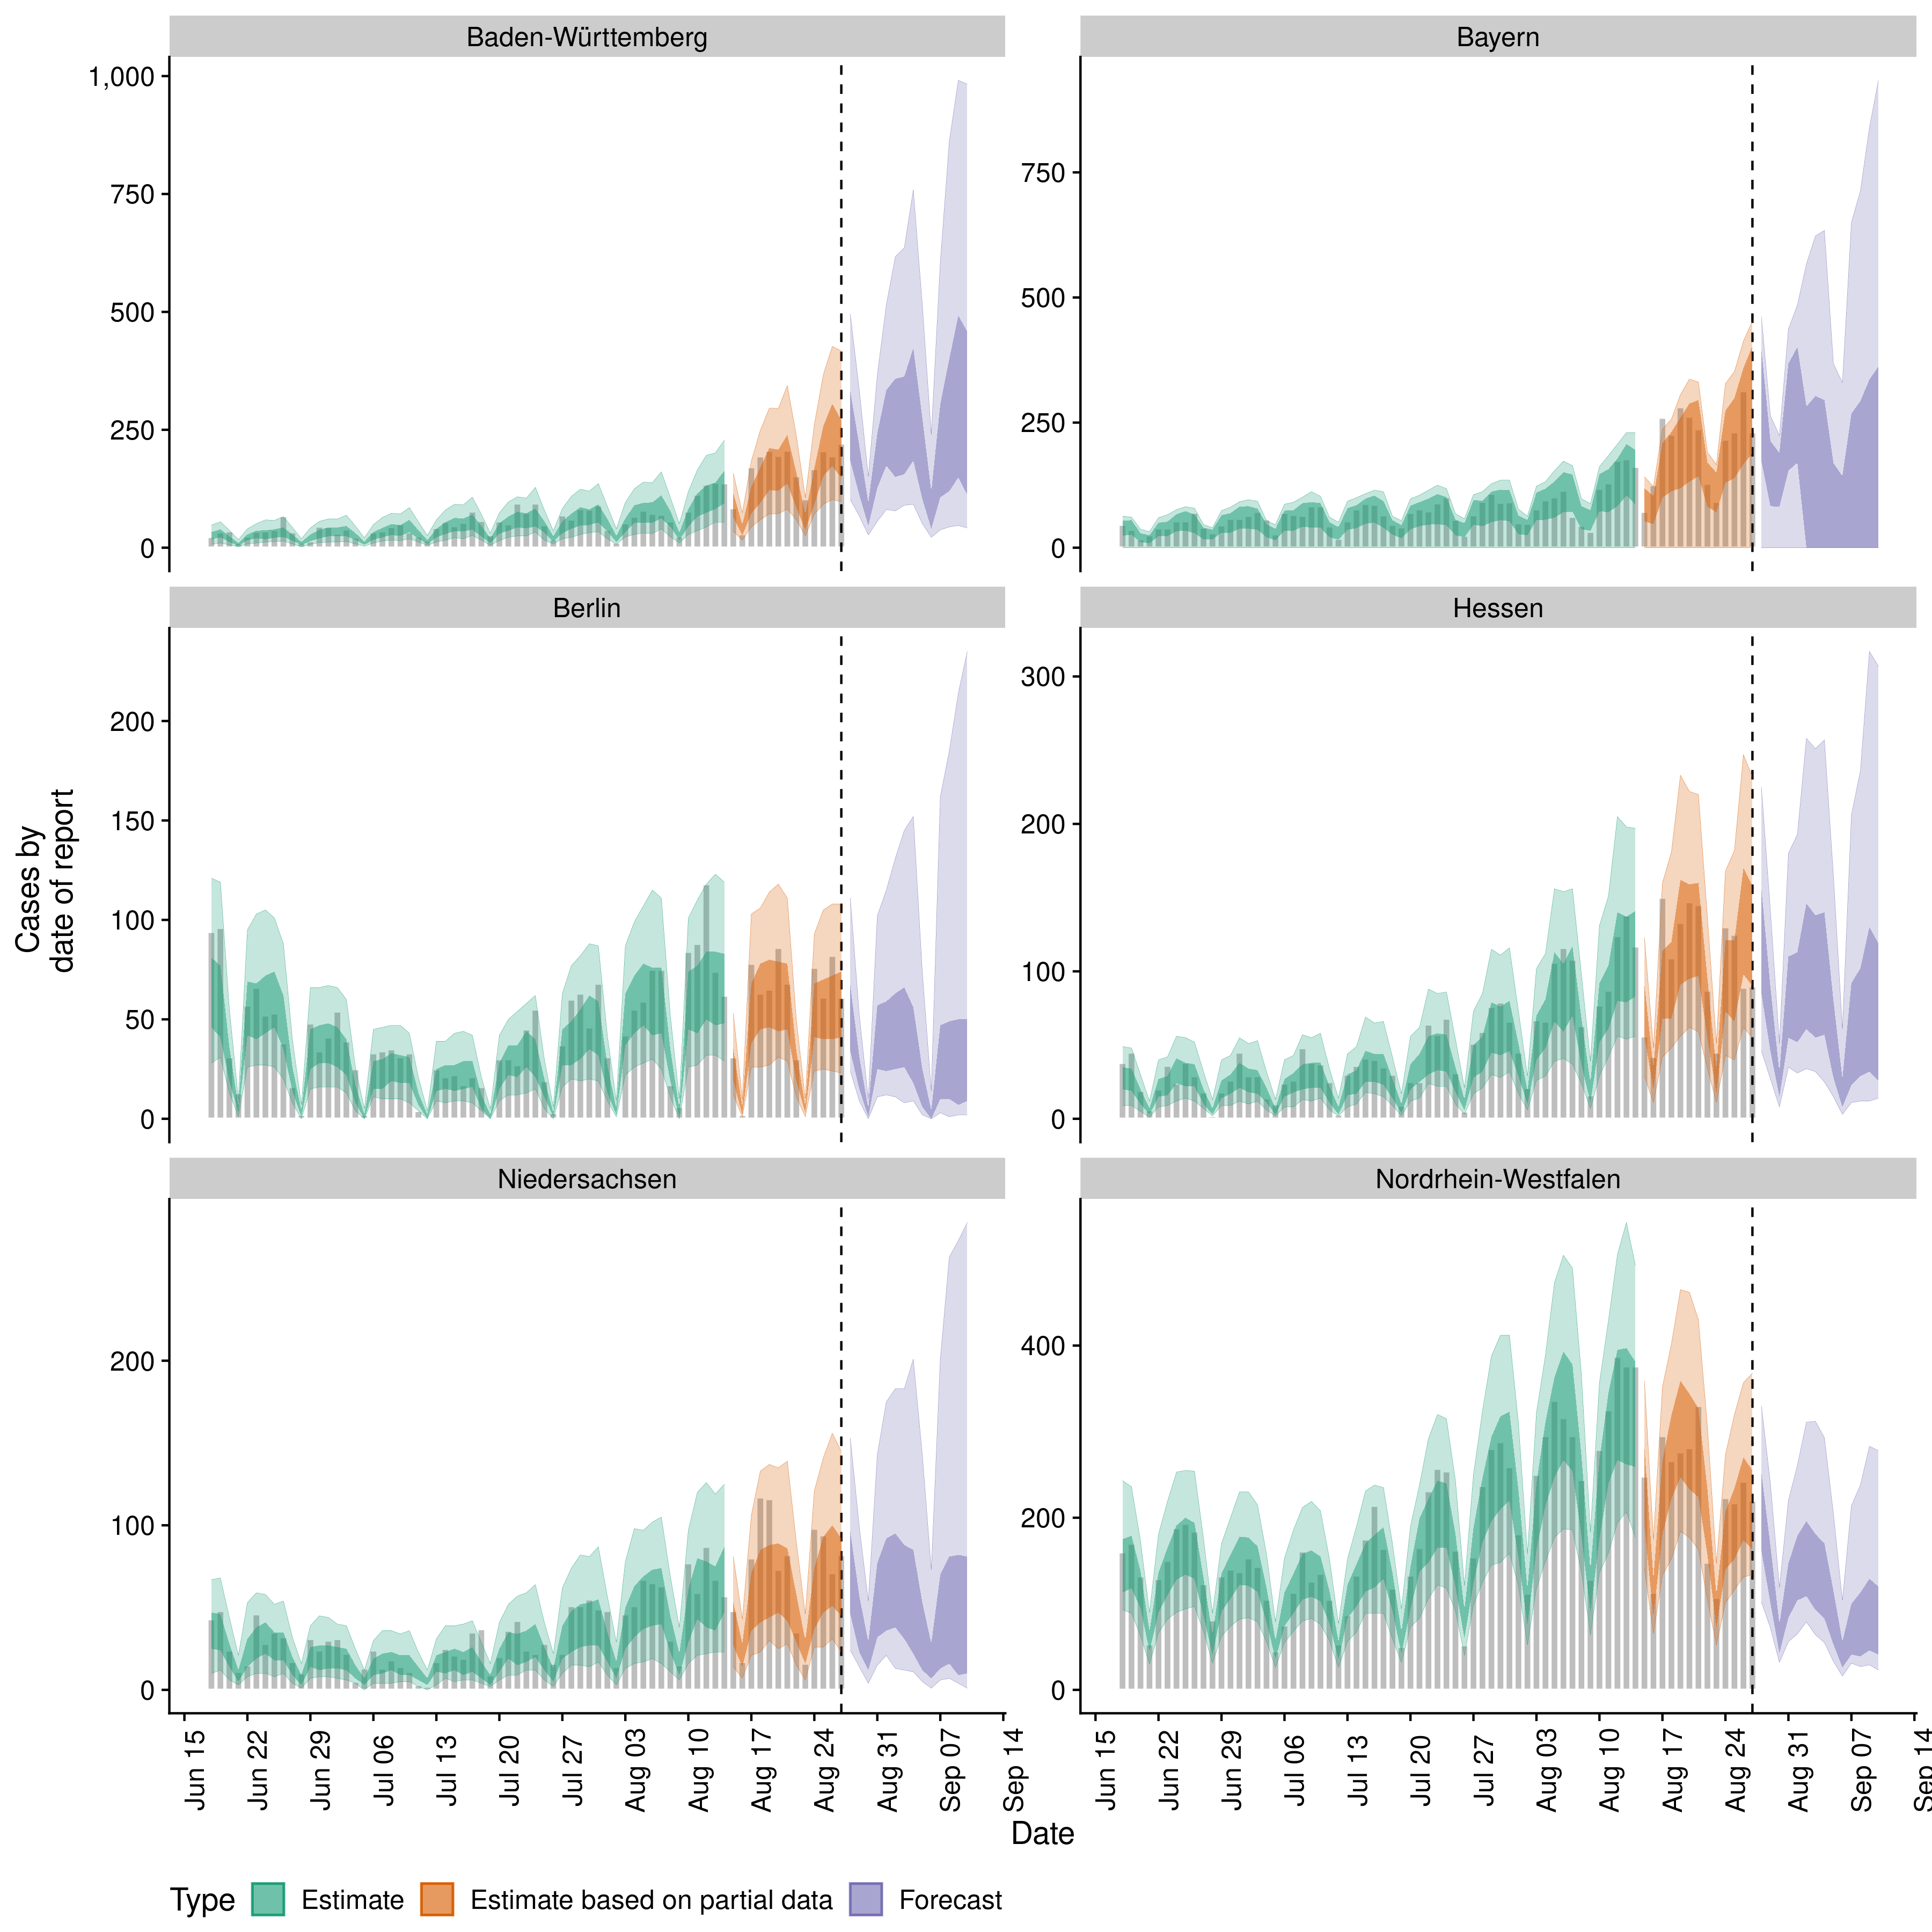 Baden-Württemberg
Bayern
1,000
750
500
250
0
750
500
250
0
Berlin
Hessen
200
150
100
50
0
300
200
100
0
Cases by
date of report
Niedersachsen
Nordrhein-Westfalen
200
100
0
400
200
0
Jun 15
Jun 22
Jun 29
Jul 06
Jul 13
Jul 20
Jul 27
Aug 03
Aug 10
Aug 17
Aug 24
Aug 31
Sep 07
Sep 14
Jun 15
Jun 22
Jun 29
Jul 06
Jul 13
Jul 20
Jul 27
Aug 03
Aug 10
Aug 17
Aug 24
Aug 31
Sep 07
Sep 14
Date
Type Estimate Estimate based on partial data Forecast